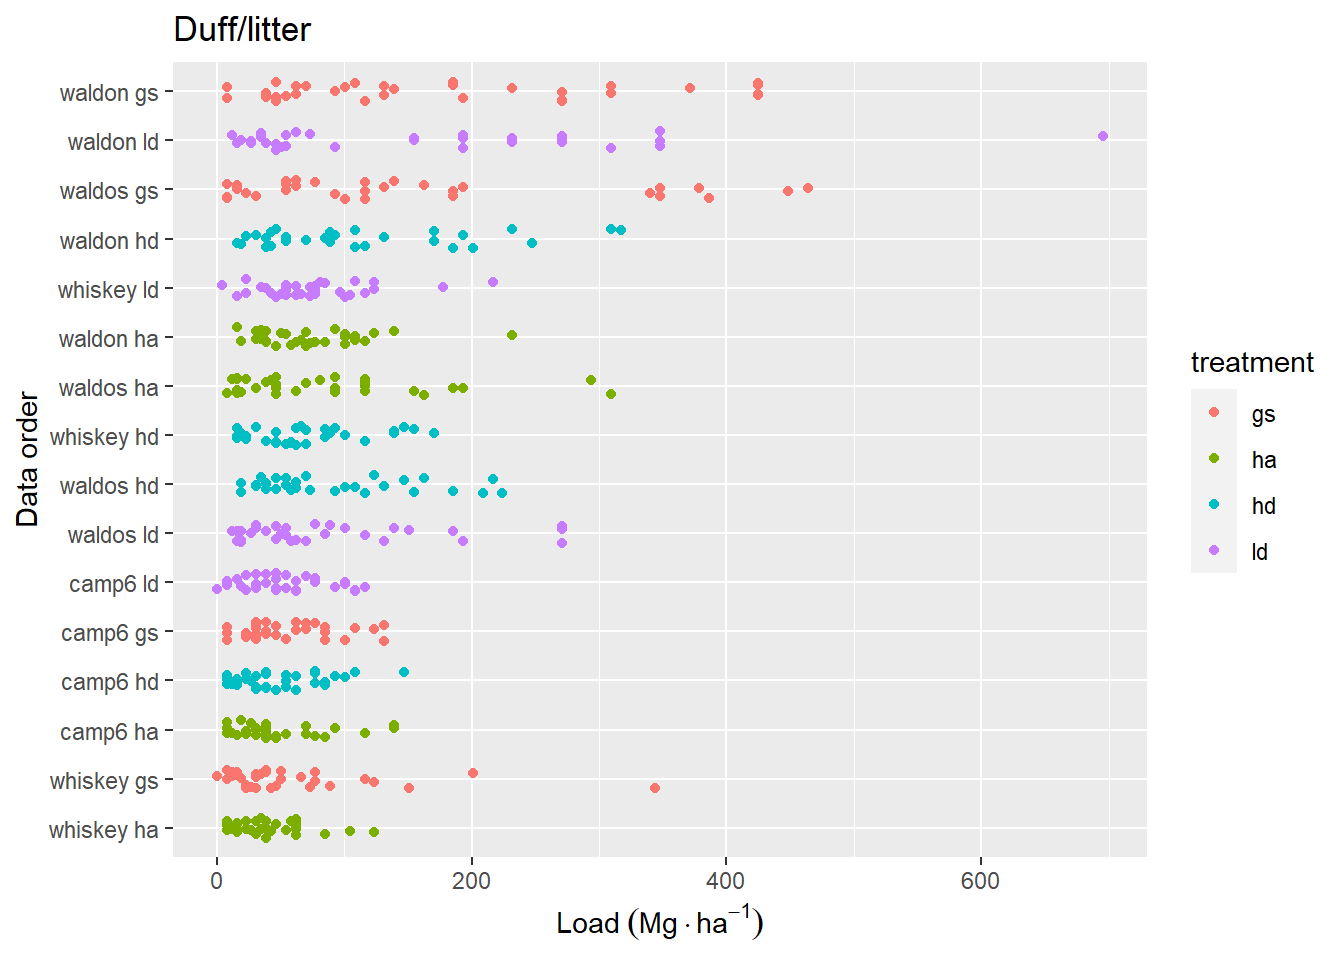 Duff/litter
waldon gs
waldon ld
waldos gs
waldon hd
whiskey ld
waldon ha
waldos ha
whiskey hd
waldos hd
waldos ld
camp6 ld
camp6 gs
camp6 hd
camp6 ha
whiskey gs
whiskey ha
Data order
0 200 400 600
Load (Mg · ha⁻¹)
treatment
gs
ha
hd
ld